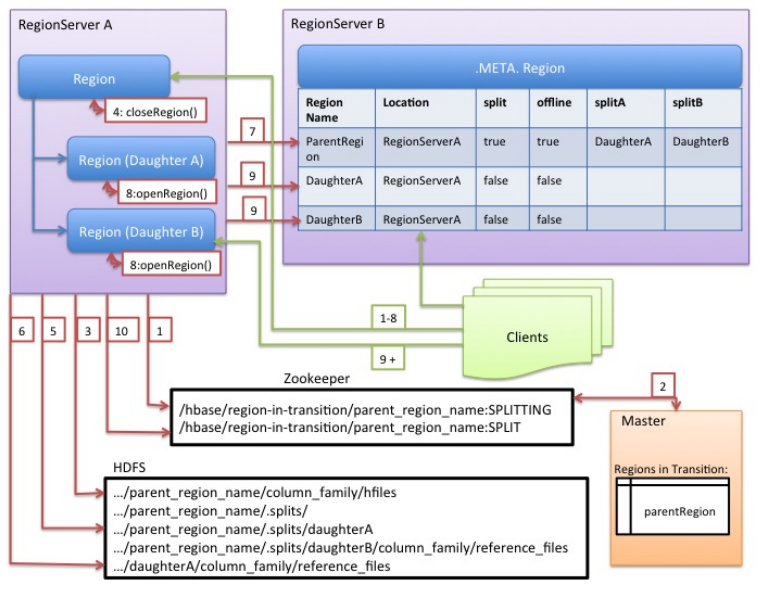 RegionServer A
RegionServer B
Region
4: closeRegion()
Region (Daughter A)
8:openRegion()
Region (Daughter B)
8:openRegion()
7
9
9
.META. Region
Region Name Location split offline splitA splitB
ParentRegi
on RegionServerA true true DaughterA DaughterB
DaughterA RegionServerA false false
DaughterB RegionServerA false false
6
5
3
10
1
1-8
9 +
Clients
Zookeeper
/hbase/region-in-transition/parent_region_name:SPLITTING
/hbase/region-in-transition/parent_region_name:SPLIT
2
Master
Regions in Transition:
parentRegion
HDFS
.../parent_region_name/column_family/hfiles
.../parent_region_name/.splits/
.../parent_region_name/.splits/daughterA
.../parent_region_name/.splits/daughterB/column_family/reference_files
.../daughterA/column_family/reference_files